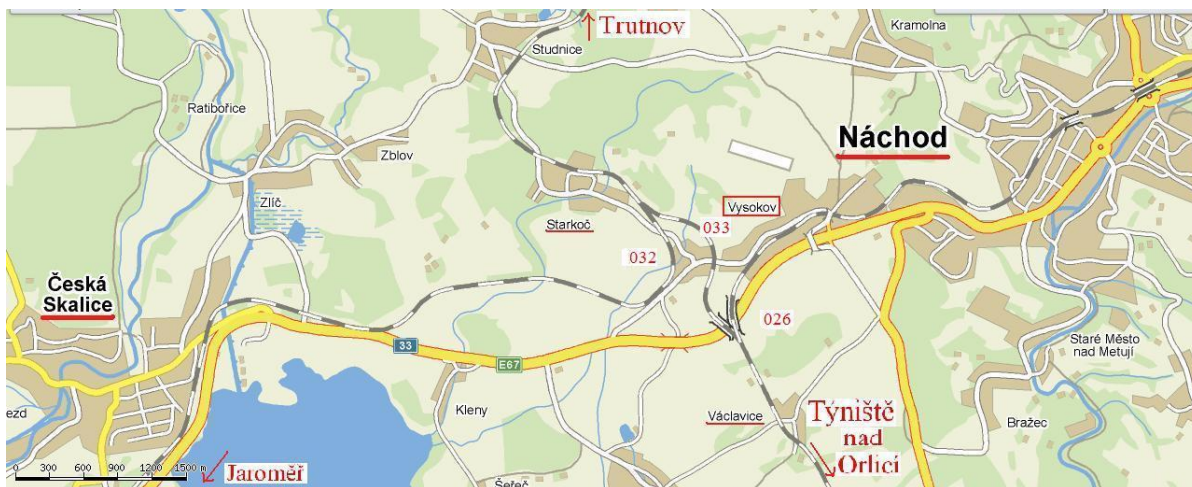 Trutnov
Kramolna
Studnice
Ratibořice
Náchod
Zblov
Zlíč
Vysokov
Starkoč
033
032
Česká
Skalice
026
Staré Město
nad Metují
33
E67
Týniště
nad
Orlicí
Kleny
Václavice
Bražec
ezd
0 300 600 900 1200 1500 m
Jaroměř
Šeřeč